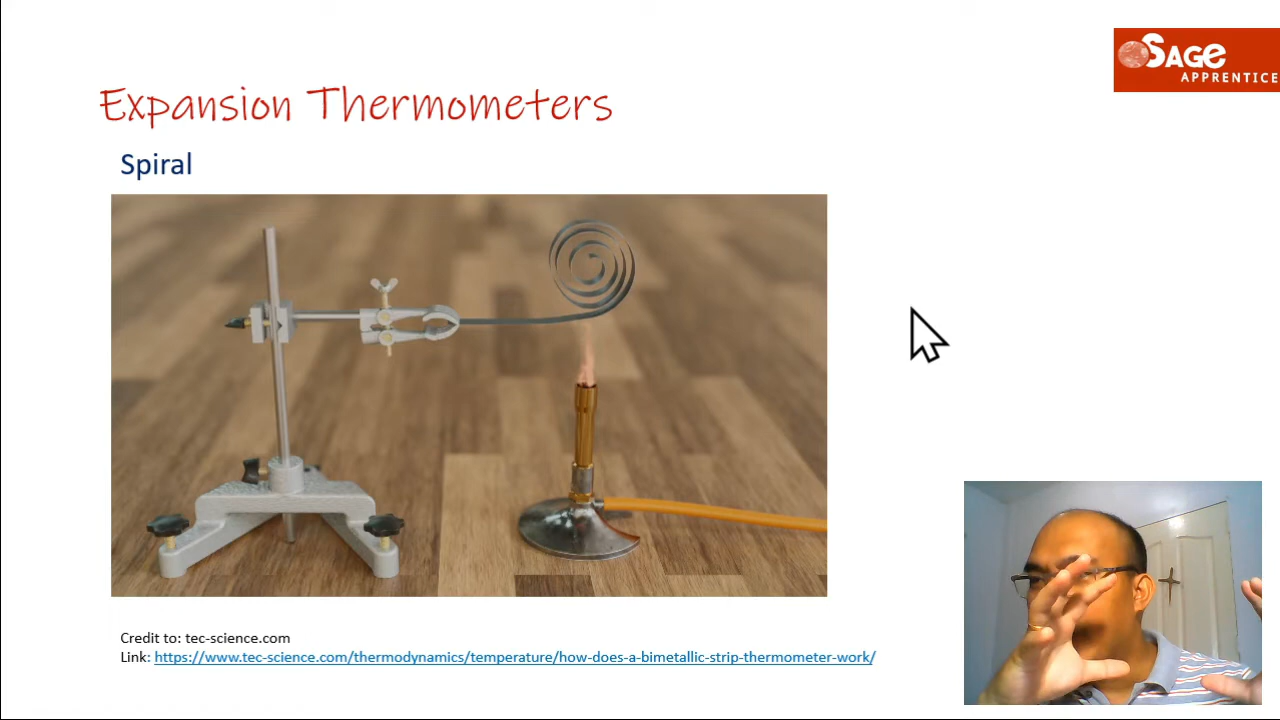 SAGE
APPRENTICE
Expansion Thermometers
Spiral
Credit to: tec-science.com
Link: https://www.tec-science.com/thermodynamics/temperature/how-does-a-bimetallic-strip-thermometer-work/